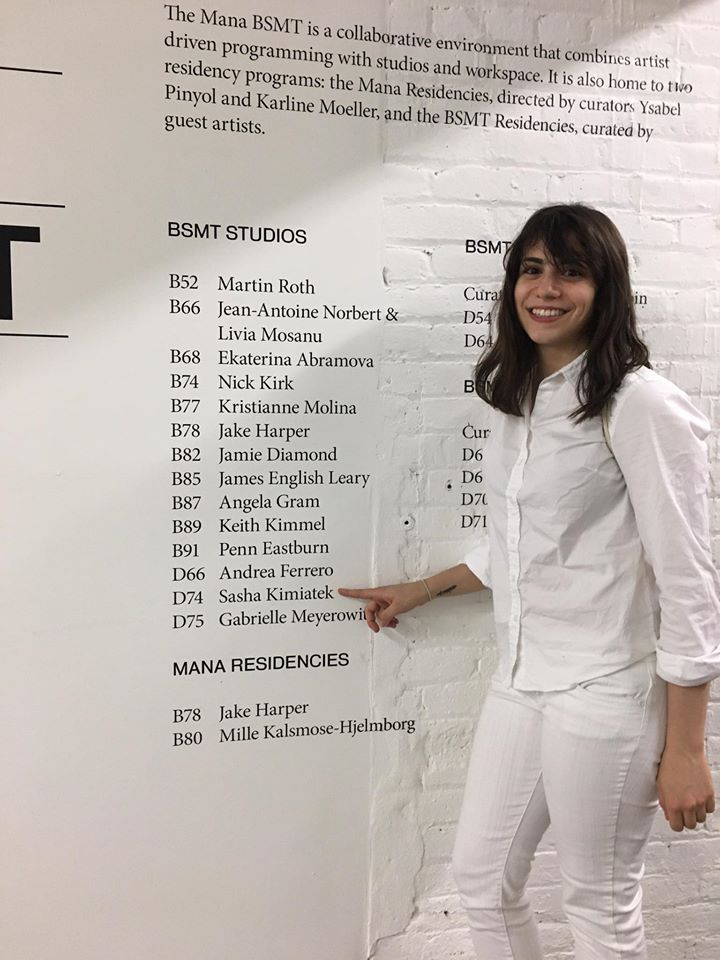 The Mana BSMT is a collaborative environment that combines artist
driven programming with studios and workspace. It is also home to two
residency programs: the Mana Residencies, directed by curators Ysabel
Pinyol and Karline Moeller, and the BSMT Residencies, curated by
guest artists.
T
BSMT STUDIOS
B52 Martin Roth
B66 Jean-Antoine Norbert &
Livia Mosanu
B68 Ekaterina Abramova
B74 Nick Kirk
B77 Kristianne Molina
B78 Jake Harper
B82 Jamie Diamond
B85 James English Leary
B87 Angela Gram
B89 Keith Kimmel
B91 Penn Eastburn
D66 Andrea Ferrero
D74 Sasha Kimiatek
D75 Gabrielle
MANA RESIDENCIES
B78 Jake Harper
B80 Mille Kalsmose-Hjelmborg
BSMT
D54
D64
D70
D71